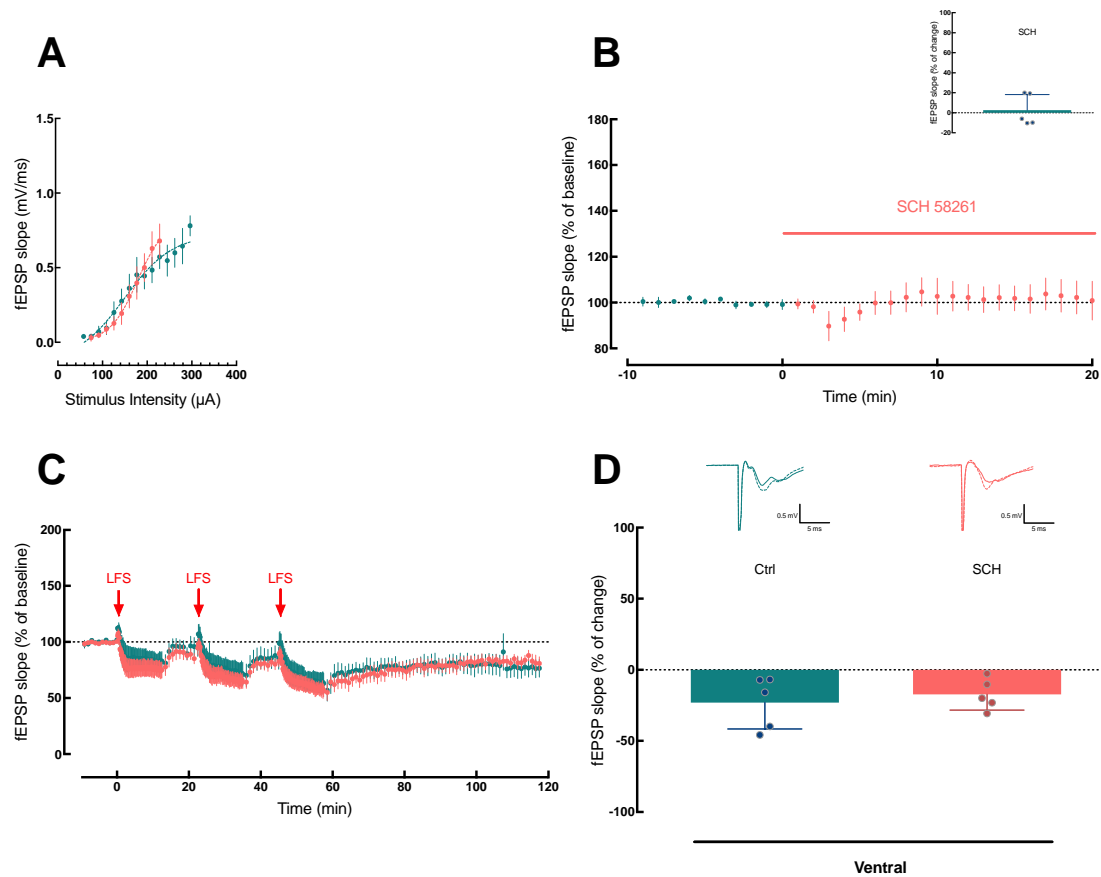 A
fEPSP slope (mV/ms)
1.5
1.0
0.5
0.0
0
100
200
300
400
Stimulus Intensity (µA)
B
fEPSP slope (% of change)
100
80
60
40
20
0
-20
SCH
fEPSP slope (% of baseline)
180
160
140
120
100
80
SCH 58261
-10
0
10
20
Time (min)
C
fEPSP slope (% of baseline)
200
150
100
50
0
LFS
LFS
LFS
0
20
40
60
80
100
120
Time (min)
D
0.5 mV
5 ms
0.5 mV
5 ms
fEPSP slope (% of change)
100
50
0
-50
-100
Ctrl
SCH
Ventral